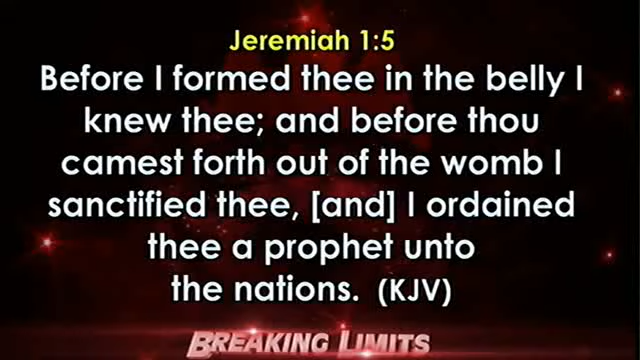 Jeremiah 1:5
Before I formed thee in the belly I
knew thee; and before thou
camest forth out of the womb I
sanctified thee, [and] I ordained
thee a prophet unto
the nations. (KJV)
BREAKING LIMITS